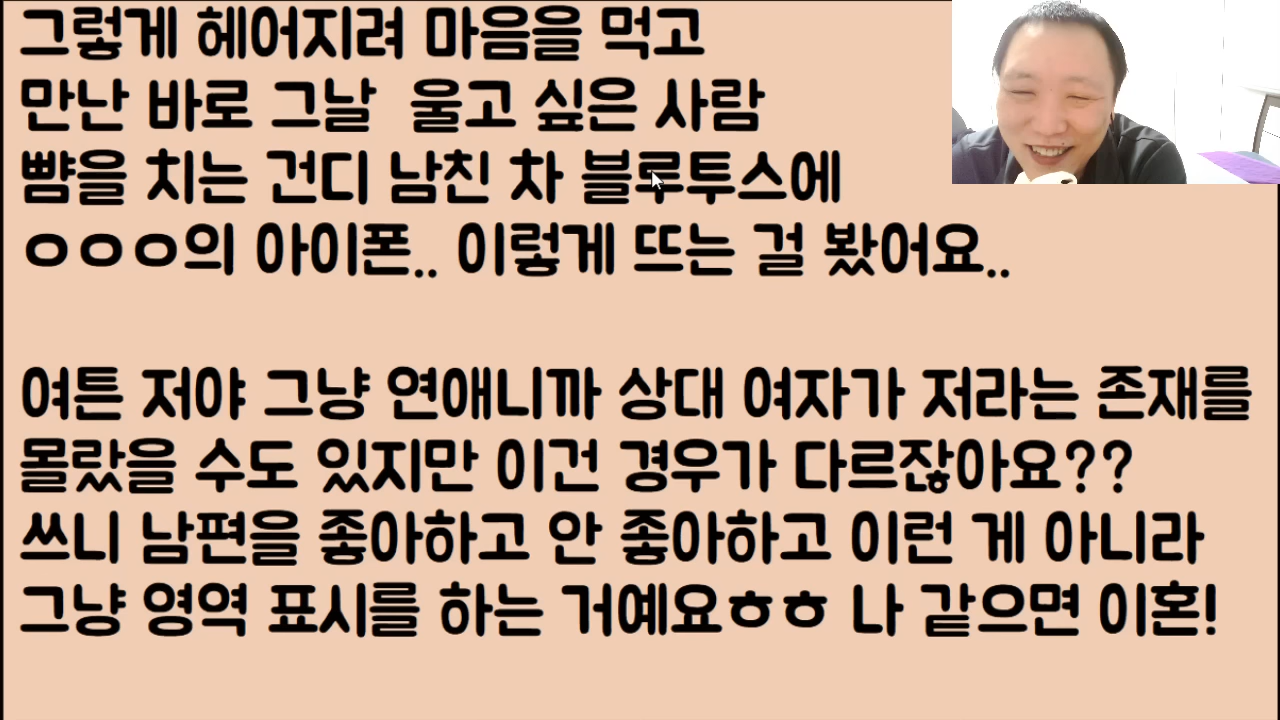 그렇게 헤어지려 마음을 먹고
만난 바로 그날 울고 싶은 사람
뺨을 치는 건디 남친 차 블루투스에
ㅇㅇㅇ의 아이폰.. 이렇게 뜨는 걸 봤어요..
여튼 저야 그냥 연애니까 상대 여자가 저라는 존재를
몰랐을 수도 있지만 이건 경우가 다르잖아요??
쓰니 남편을 좋아하고 안 좋아하고 이런 게 아니라
그냥 영역 표시를 하는 거예요ㅎㅎ 나 같으면 이혼!